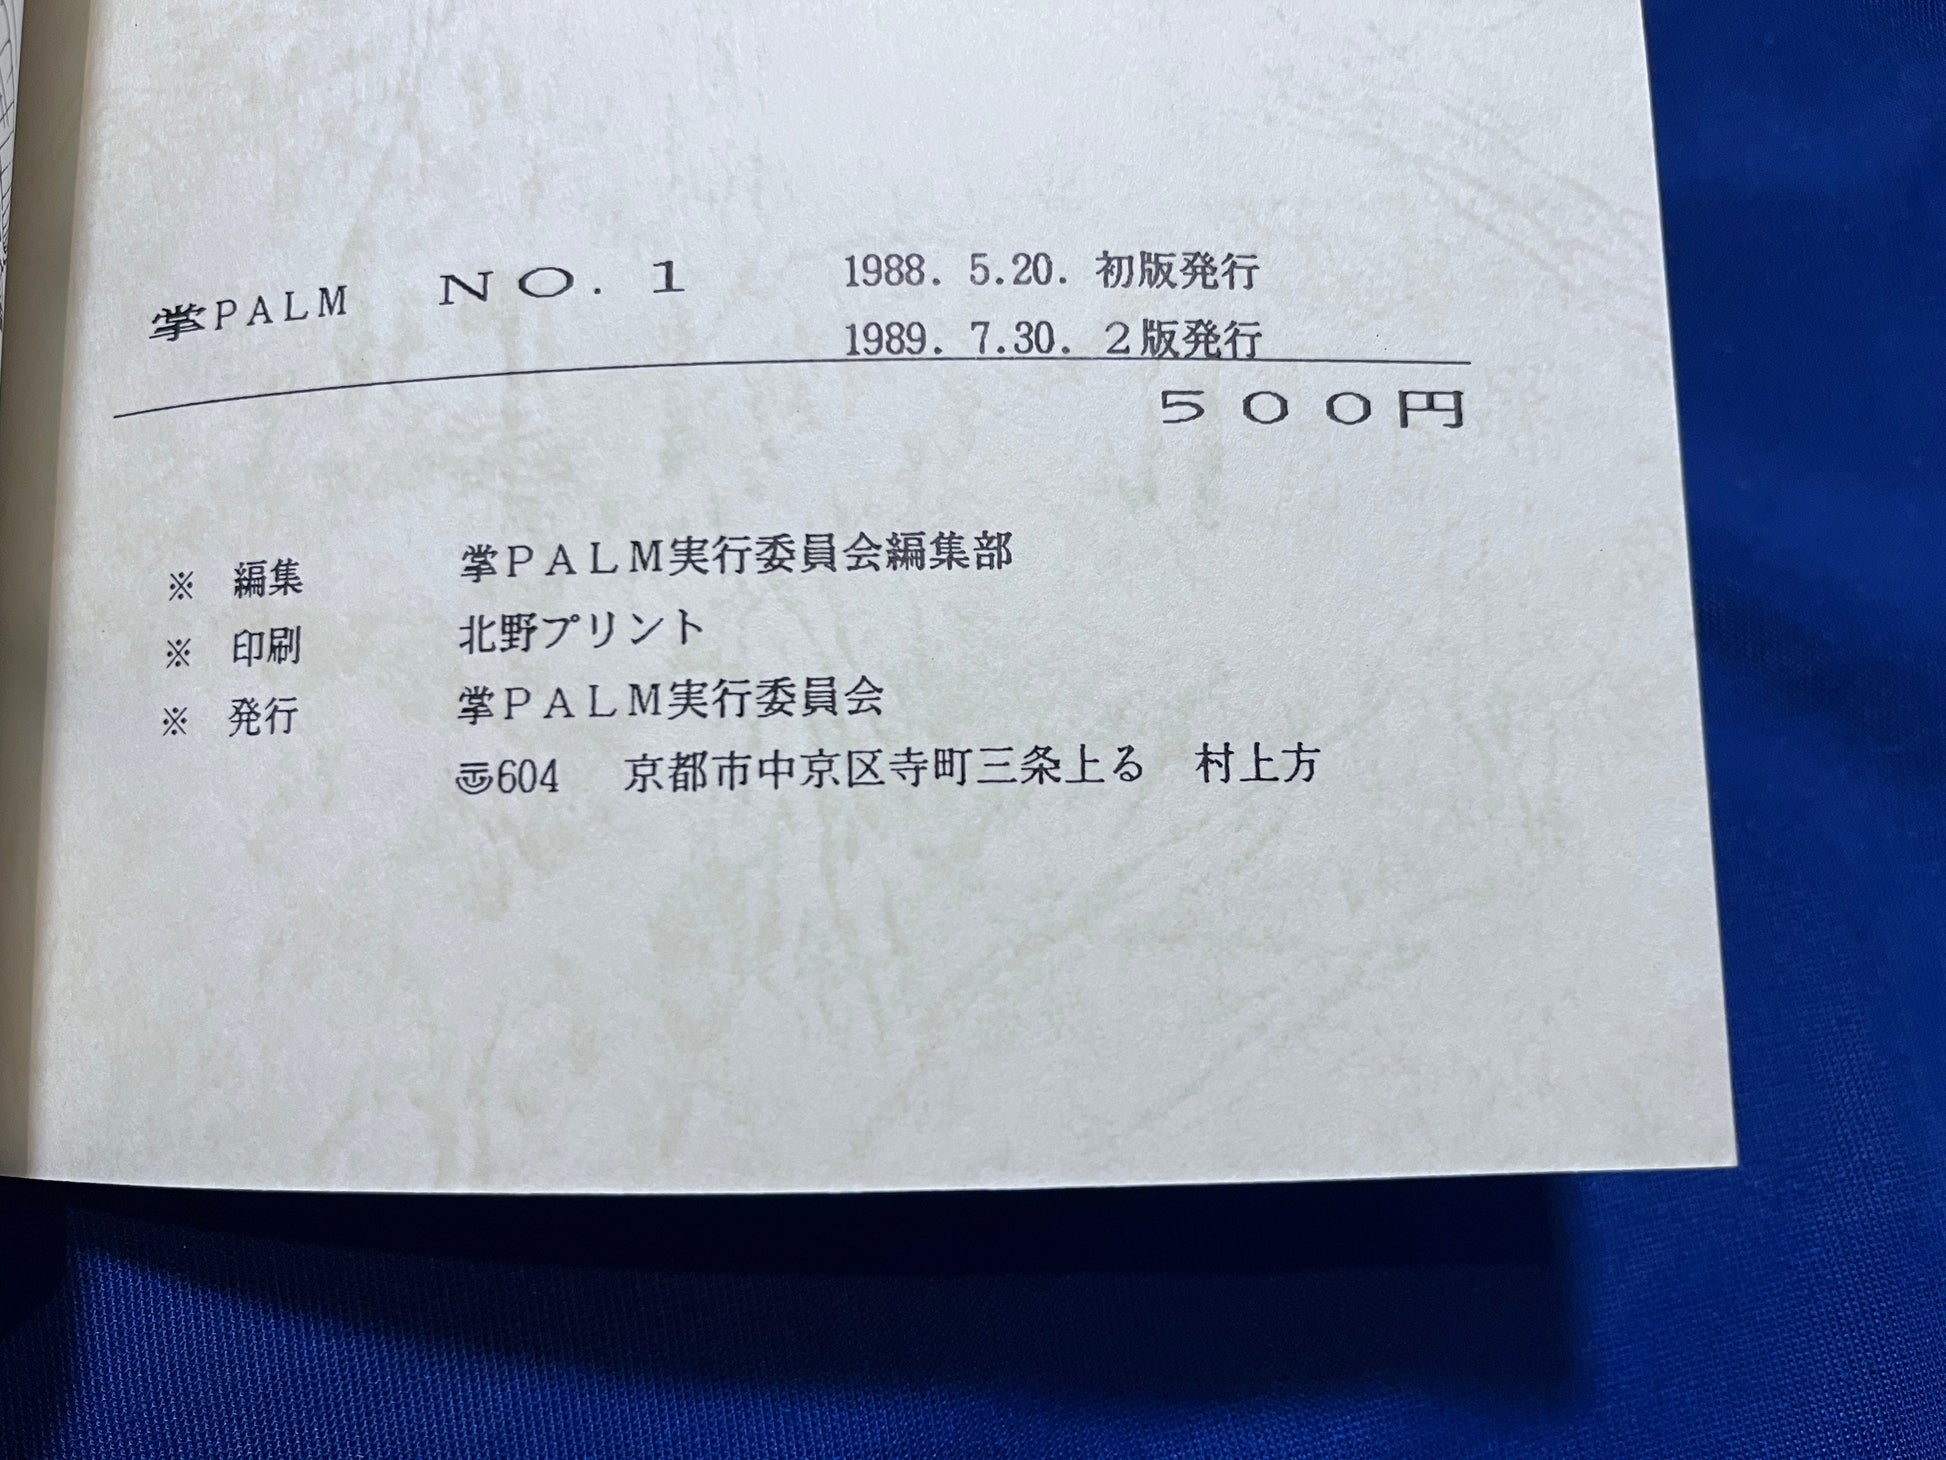 掌PALM NO.1 1988. 5.20. 初版発行
1989. 7.30. 2版発行
500円
※ 編集 掌PALM実行委員会編集部
※ 印刷 北野プリント
※ 発行 掌PALM実行委員会
〠604 京都市中京区寺町三条上る 村上方